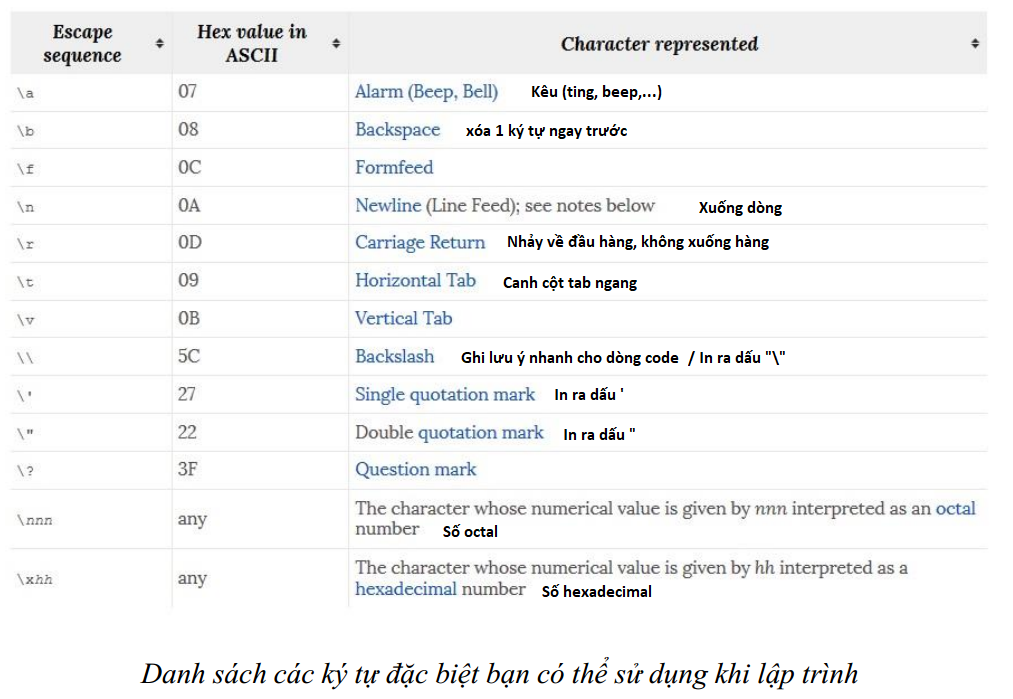 Escape sequence Hex value in ASCII Character represented
\a 07 Alarm (Beep, Bell) Kêu (ting, beep,...)
\b 08 Backspace xóa 1 ký tự ngay trước
\f 0C Formfeed
\n 0A Newline (Line Feed); see notes below Xuống dòng
\r 0D Carriage Return Nhảy về đầu hàng, không xuống hàng
\t 09 Horizontal Tab Canh cột tab ngang
\v 0B Vertical Tab
\\ 5C Backslash Ghi lưu ý nhanh cho dòng code / In ra dấu "\"
\' 27 Single quotation mark In ra dấu '
\" 22 Double quotation mark In ra dấu "
\? 3F Question mark
\nnn any The character whose numerical value is given by nnn interpreted as an octal
number Số octal
\xhh any The character whose numerical value is given by hh interpreted as a
hexadecimal number Số hexadecimal
Danh sách các ký tự đặc biệt bạn có thể sử dụng khi lập trình